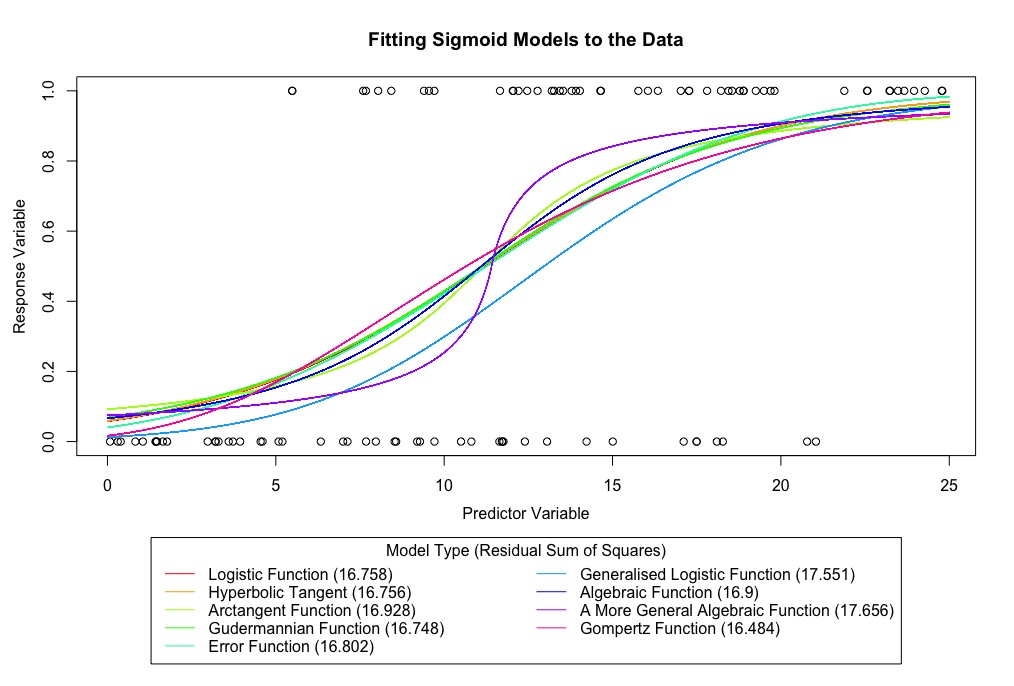 Fitting Sigmoid Models to the Data
Response Variable
1.0
0.8
0.6
0.4
0.2
0.0
0 5 10 15 20 25
Predictor Variable
Model Type (Residual Sum of Squares)
Logistic Function (16.758)
Hyperbolic Tangent (16.756)
Arctangent Function (16.928)
Gudermannian Function (16.748)
Error Function (16.802)
Generalised Logistic Function (17.551)
Algebraic Function (16.9)
A More General Algebraic Function (17.656)
Gompertz Function (16.484)